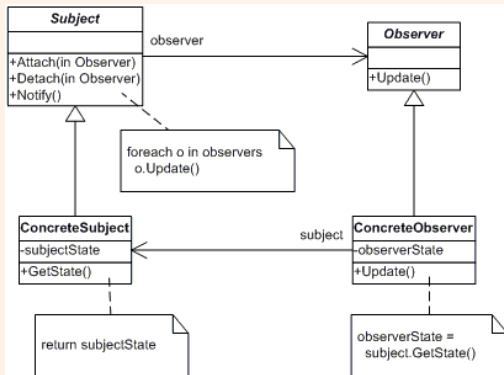 Subject
observer
Observer
+Attach(in Observer)
+Detach(in Observer)
+Notify()
+Update()
foreach o in observers
o.Update()
ConcreteSubject
-subjectState
+GetState()
subject
ConcreteObserver
-observerState
+Update()
return subjectState
observerState =
subject.GetState()